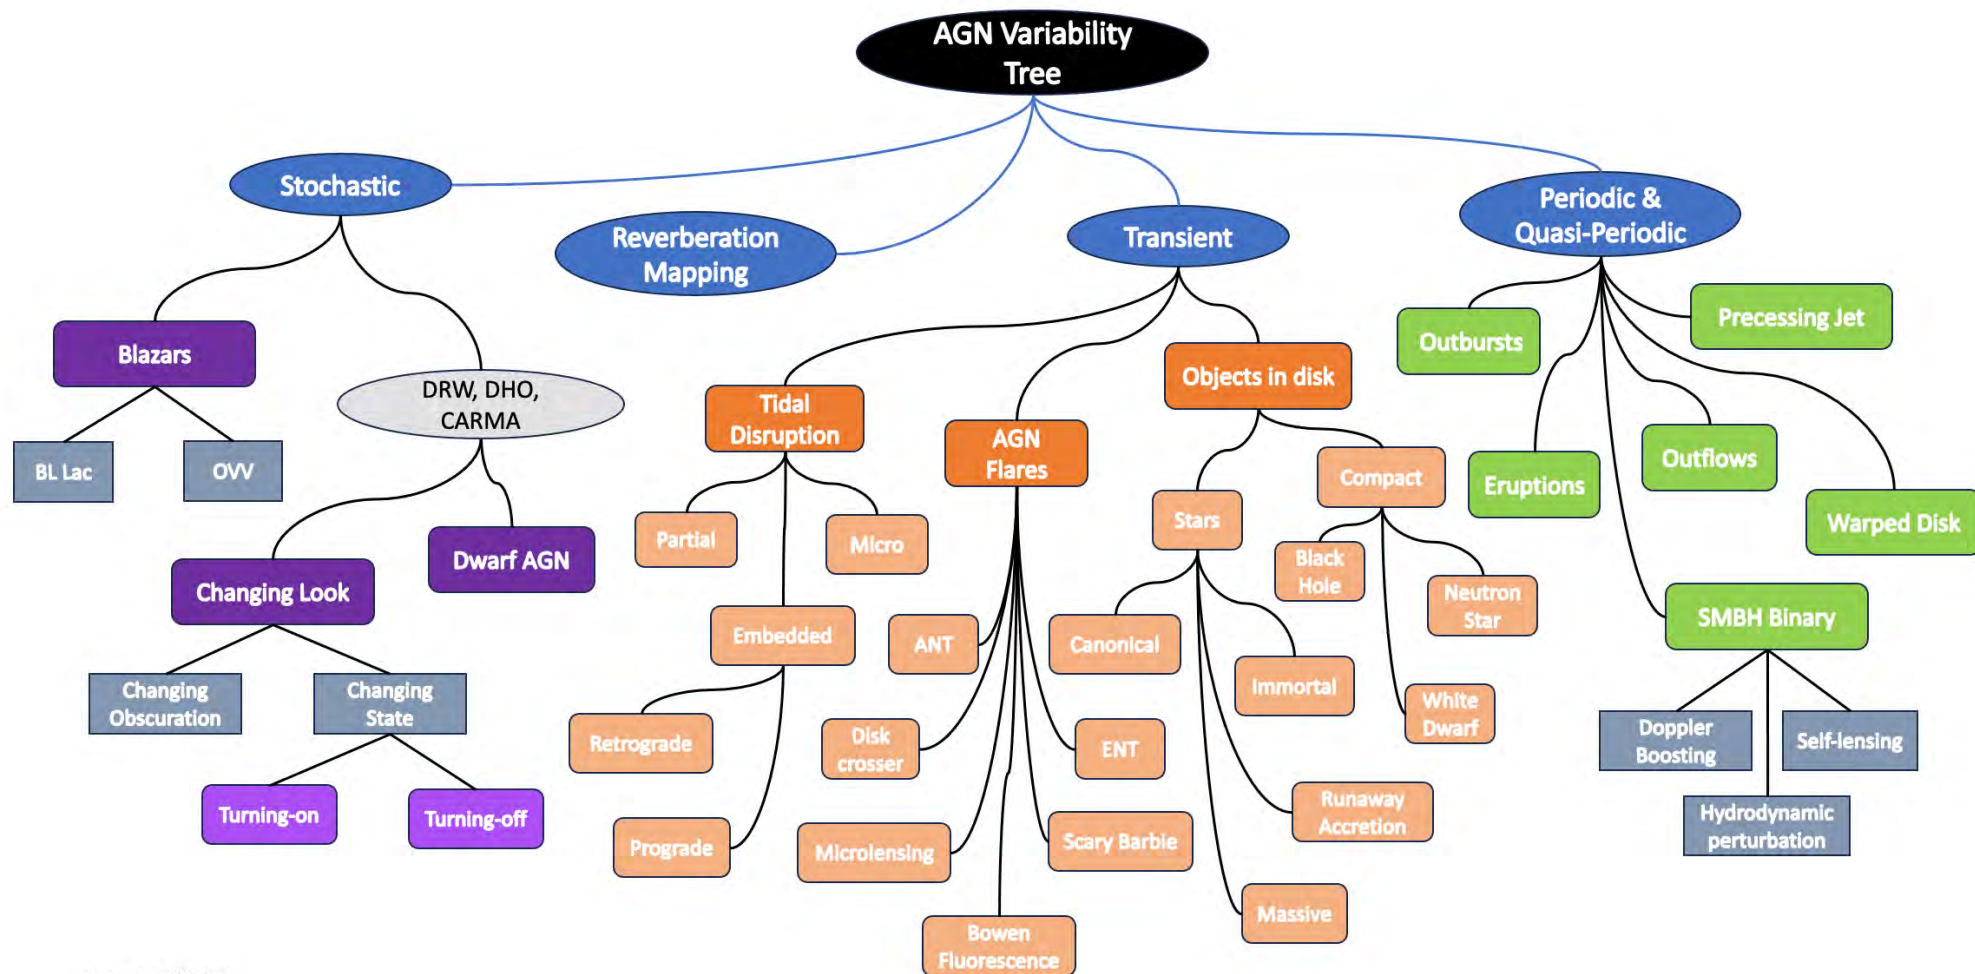 AGN Variability
Tree
Stochastic
Reverberation
Mapping
Transient
Periodic &
Quasi-Periodic
Blazars
BL Lac
OVV
DRW, DHO,
CARMA
Changing Look
Dwarf AGN
Changing
Obscuration
Changing
State
Turning-on
Turning-off
Tidal
Disruption
Partial
Micro
Embedded
Retrograde
Prograde
AGN
Flares
ANT
Disk
crosser
Microlensing
Bowen
Fluorescence
Scary Barbie
ENT
Objects in disk
Stars
Canonical
Immortal
Runaway
Accretion
Massive
Compact
Black
Hole
Neutron
Star
White
Dwarf
Outbursts
Precessing Jet
Eruptions
Outflows
Warped Disk
SMBH Binary
Doppler
Boosting
Self-lensing
Hydrodynamic
perturbation